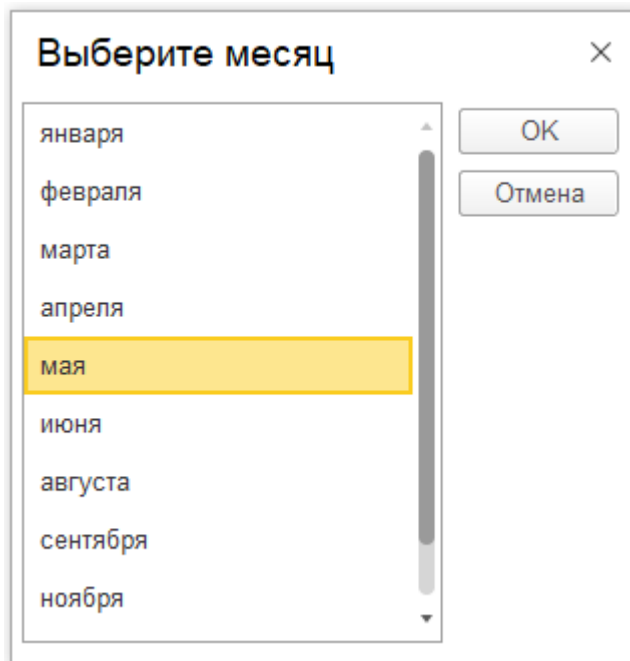 Выберите месяц
января
февраля
марта
апреля
мая
июня
августа
сентября
ноября
OK
Отмена